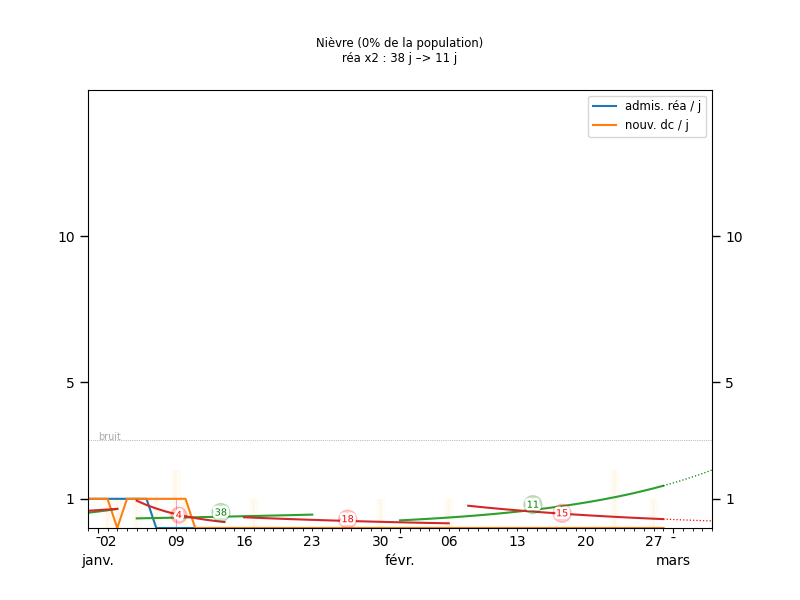 Nièvre (0% de la population)
réa x2 : 38 j –> 11 j
admis. réa / j
nouv. dc / j
10 10
5 5
bruit
1 1
4 38 18 11 15
- 02 09 16 23 30 - 06 13 20 27 -
janv. févr. mars